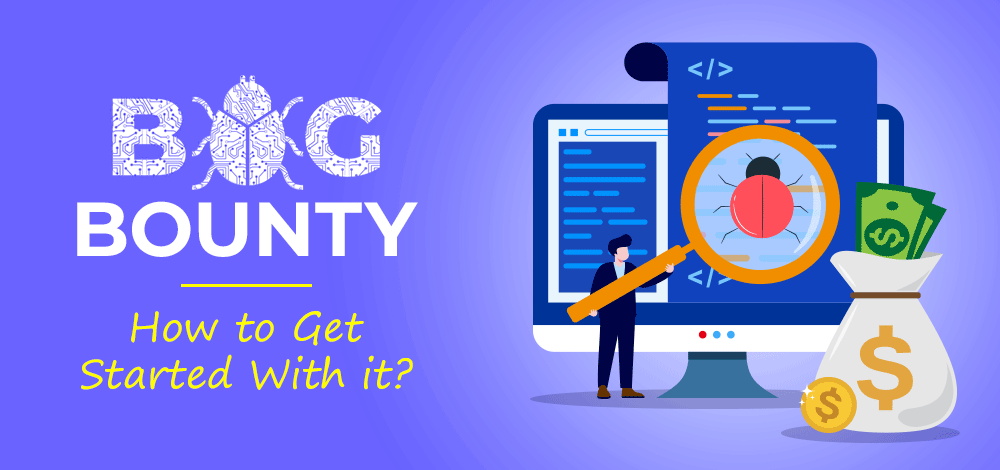 BUG
BOUNTY
How to Get
Started With it?
</>
</
$
$
$